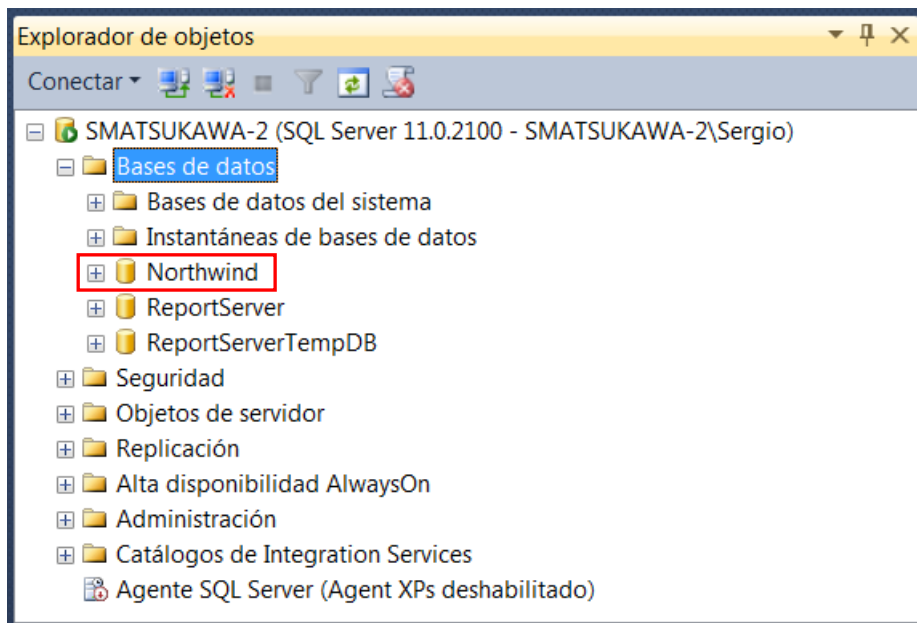 Explorador de objetos
Conectar
SMATSUKAWA-2 (SQL Server 11.0.2100 - SMATSUKAWA-2\Sergio)
Bases de datos
Bases de datos del sistema
Instantáneas de bases de datos
Northwind
ReportServer
ReportServerTempDB
Seguridad
Objetos de servidor
Replicación
Alta disponibilidad AlwaysOn
Administración
Catálogos de Integration Services
Agente SQL Server (Agent XPs deshabilitado)